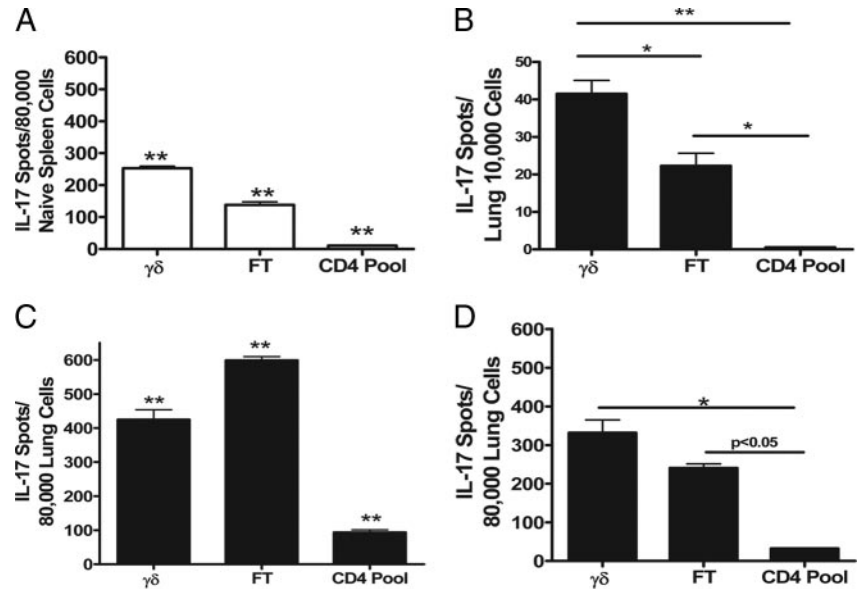 A
IL-17 Spots/80,000
Naive Spleen Cells
600
500
400
300
200
100
0
**
**
**
γδ
FT
CD4 Pool
B
IL-17 Spots/
Lung 10,000 Cells
50
40
30
20
10
0
**
*
*
γδ
FT
CD4 Pool
C
IL-17 Spots/
80,000 Lung Cells
600
500
400
300
200
100
0
**
**
**
γδ
FT
CD4 Pool
D
IL-17 Spots/
80,000 Lung Cells
600
500
400
300
200
100
0
*
p<0.05
γδ
FT
CD4 Pool